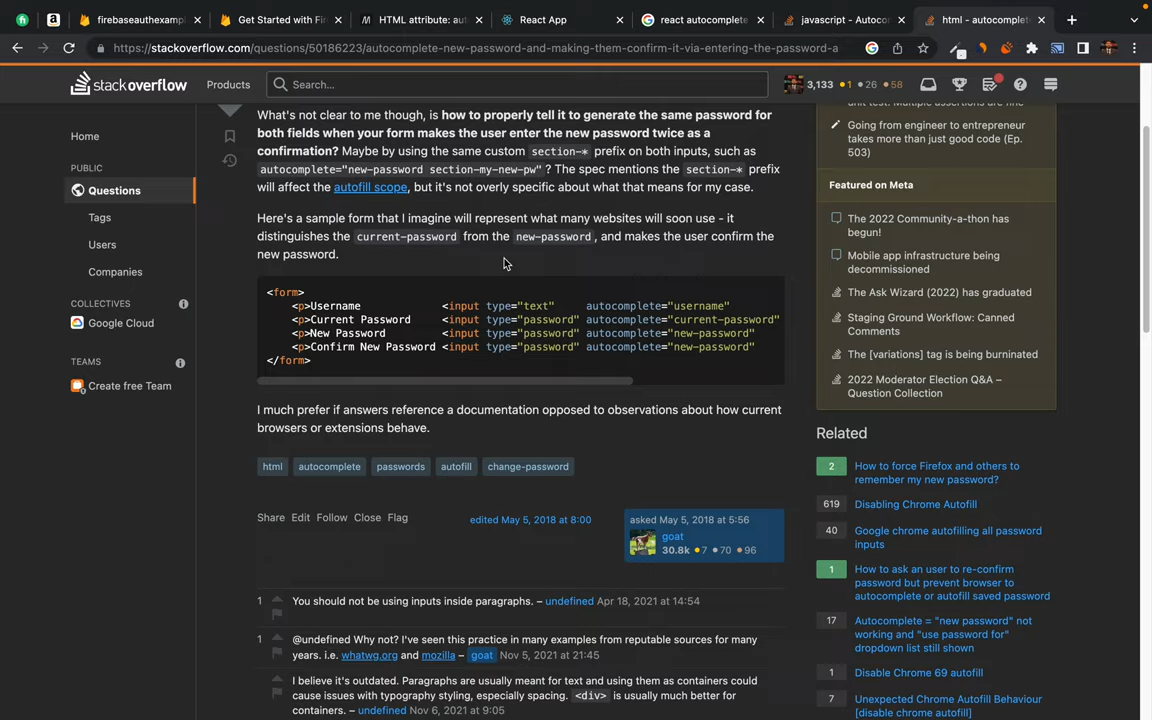 firebaseauthexam
Get Started with Fi
HTML attribute: aut
React App
react autocomplete
javascript - Autoco
html - autocomplete
https://stackoverflow.com/questions/50186223/autocomplete-new-password-and-making-them-confirm-it-via-entering-the-password-a
stackoverflow
Products
Search...
3,133
1
26
58
Home
PUBLIC
Questions
Tags
Users
Companies
COLLECTIVES
Google Cloud
TEAMS
Create free Team
What's not clear to me though, is how to properly tell it to generate the same password for
both fields when your form makes the user enter the new password twice as a
confirmation? Maybe by using the same custom section-* prefix on both inputs, such as
autocomplete="new-password section-my-new-pw" ? The spec mentions the section-* prefix
will affect the autofill scope, but it's not overly specific about what that means for my case.
Here's a sample form that I imagine will represent what many websites will soon use - it
distinguishes the current-password from the new-password, and makes the user confirm the
new password.
<form>
<p>Username <input type="text" autocomplete="username"
<p>Current Password <input type="password" autocomplete="current-password"
<p>New Password <input type="password" autocomplete="new-password"
<p>Confirm New Password <input type="password" autocomplete="new-password"
</form>
I much prefer if answers reference a documentation opposed to observations about how current
browsers or extensions behave.
html
autocomplete
passwords
autofill
change-password
Share Edit Follow Close Flag
edited May 5, 2018 at 8:00
asked May 5, 2018 at 5:56
goat
30.8k 7 70 96
1 You should not be using inputs inside paragraphs. – undefined Apr 18, 2021 at 14:54
1 @undefined Why not? I've seen this practice in many examples from reputable sources for many
years. i.e. whatwg.org and mozilla – goat Nov 5, 2021 at 21:45
I believe it's outdated. Paragraphs are usually meant for text and using them as containers could
cause issues with typography styling, especially spacing. <div> is usually much better for
containers. – undefined Nov 6, 2021 at 9:05
unit test: Multiple assertions are fine
Going from engineer to entrepreneur
takes more than just good code (Ep.
503)
Featured on Meta
The 2022 Community-a-thon has
begun!
Mobile app infrastructure being
decommissioned
The Ask Wizard (2022) has graduated
Staging Ground Workflow: Canned
Comments
The [variations] tag is being burninated
2022 Moderator Election Q&A –
Question Collection
Related
2 How to force Firefox and others to
remember my new password?
619 Disabling Chrome Autofill
40 Google chrome autofilling all password
inputs
1 How to ask an user to re-confirm
password but prevent browser to
autocomplete or autofill saved password
17 Autocomplete = "new password" not
working and "use password for"
dropdown list still shown
1 Disable Chrome 69 autofill
7 Unexpected Chrome Autofill Behaviour
[disable chrome autofill]